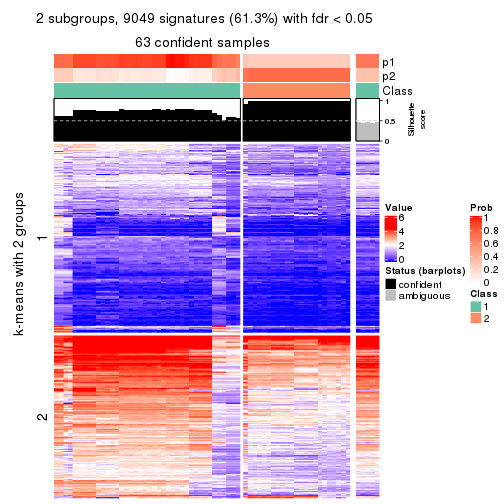 2 subgroups, 9049 signatures (61.3%) with fdr < 0.05
63 confident samples
p1
p2
Class
1
0.5
0
Silhouette
score
k-means with 2 groups
1
2
Value
6
4
2
0
Status (barplots)
confident
ambiguous
Prob
1
0.8
0.6
0.4
0.2
0
Class
1
2